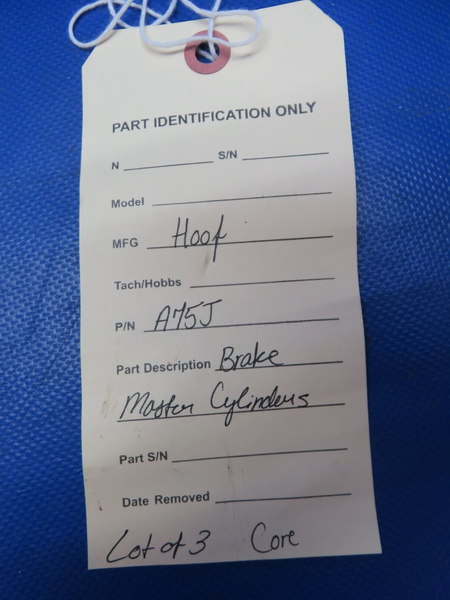 PART IDENTIFICATION ONLY
N S/N
Model
MFG Hoof
Tach/Hobbs
P/N A75J
Part Description Brake
Master Cylinders
Part S/N
Date Removed
Lot of 3 Core